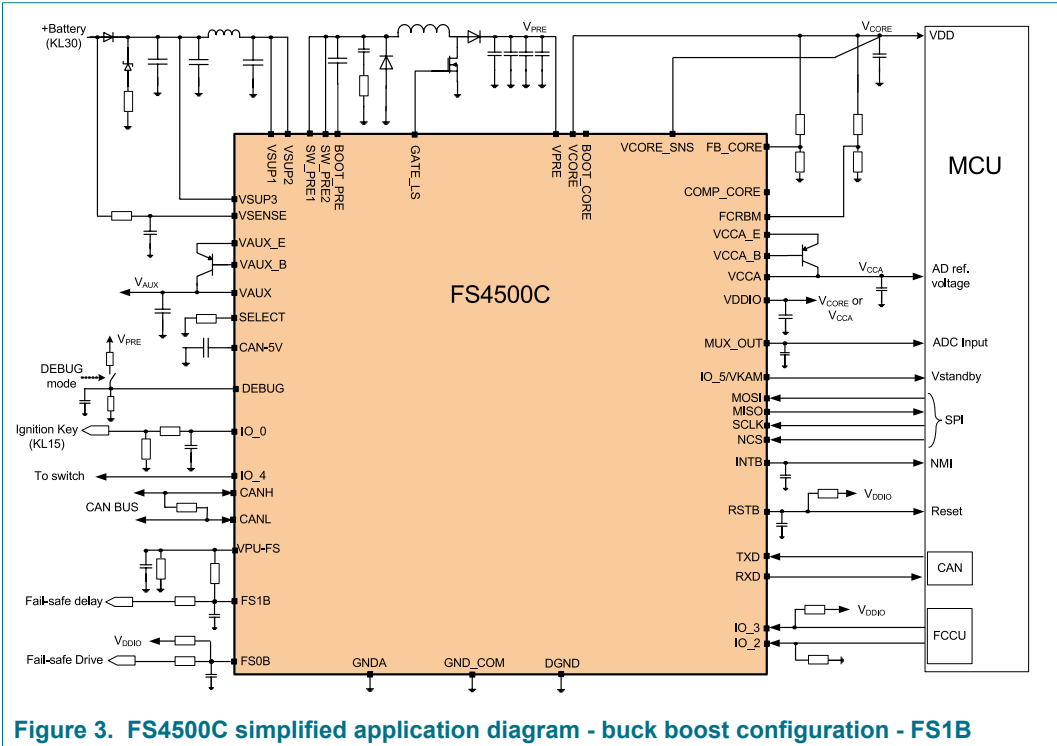 +Battery
(KL30)
VPRE
VCORE
VDD
VSUP1
VSUP2
SW_PRE1
SW_PRE2
BOOT_PRE
GATE_LS
VPRE
VCORE
BOOT_CORE
VCORE_SNS
FB_CORE
MCU
COMP_CORE
VSUP3
VSENSE
FCRBM
VAUX_E
VCCA_E
VAUX_B
VCCA_B
VAUX
VAUX
VCCA
VCCA
AD ref.
voltage
FS4500C
SELECT
VDDIO
VCORE or
VCCA
CAN-5V
VPRE
MUX_OUT
ADC Input
DEBUG
mode
DEBUG
IO_5/VKAM
Vstandby
MOSI
MISO
SCLK
NCS
SPI
Ignition Key
(KL15)
IO_0
To switch
IO_4
INTB
NMI
CANH
CAN BUS
CANL
VDDIO
RSTB
Reset
VPU-FS
TXD
RXD
CAN
Fail-safe delay
FS1B
VDDIO
IO_3
IO_2
FCCU
VDDIO
Fail-safe Drive
FS0B
GNDA
GND_COM
DGND
Figure 3. FS4500C simplified application diagram - buck boost configuration - FS1B